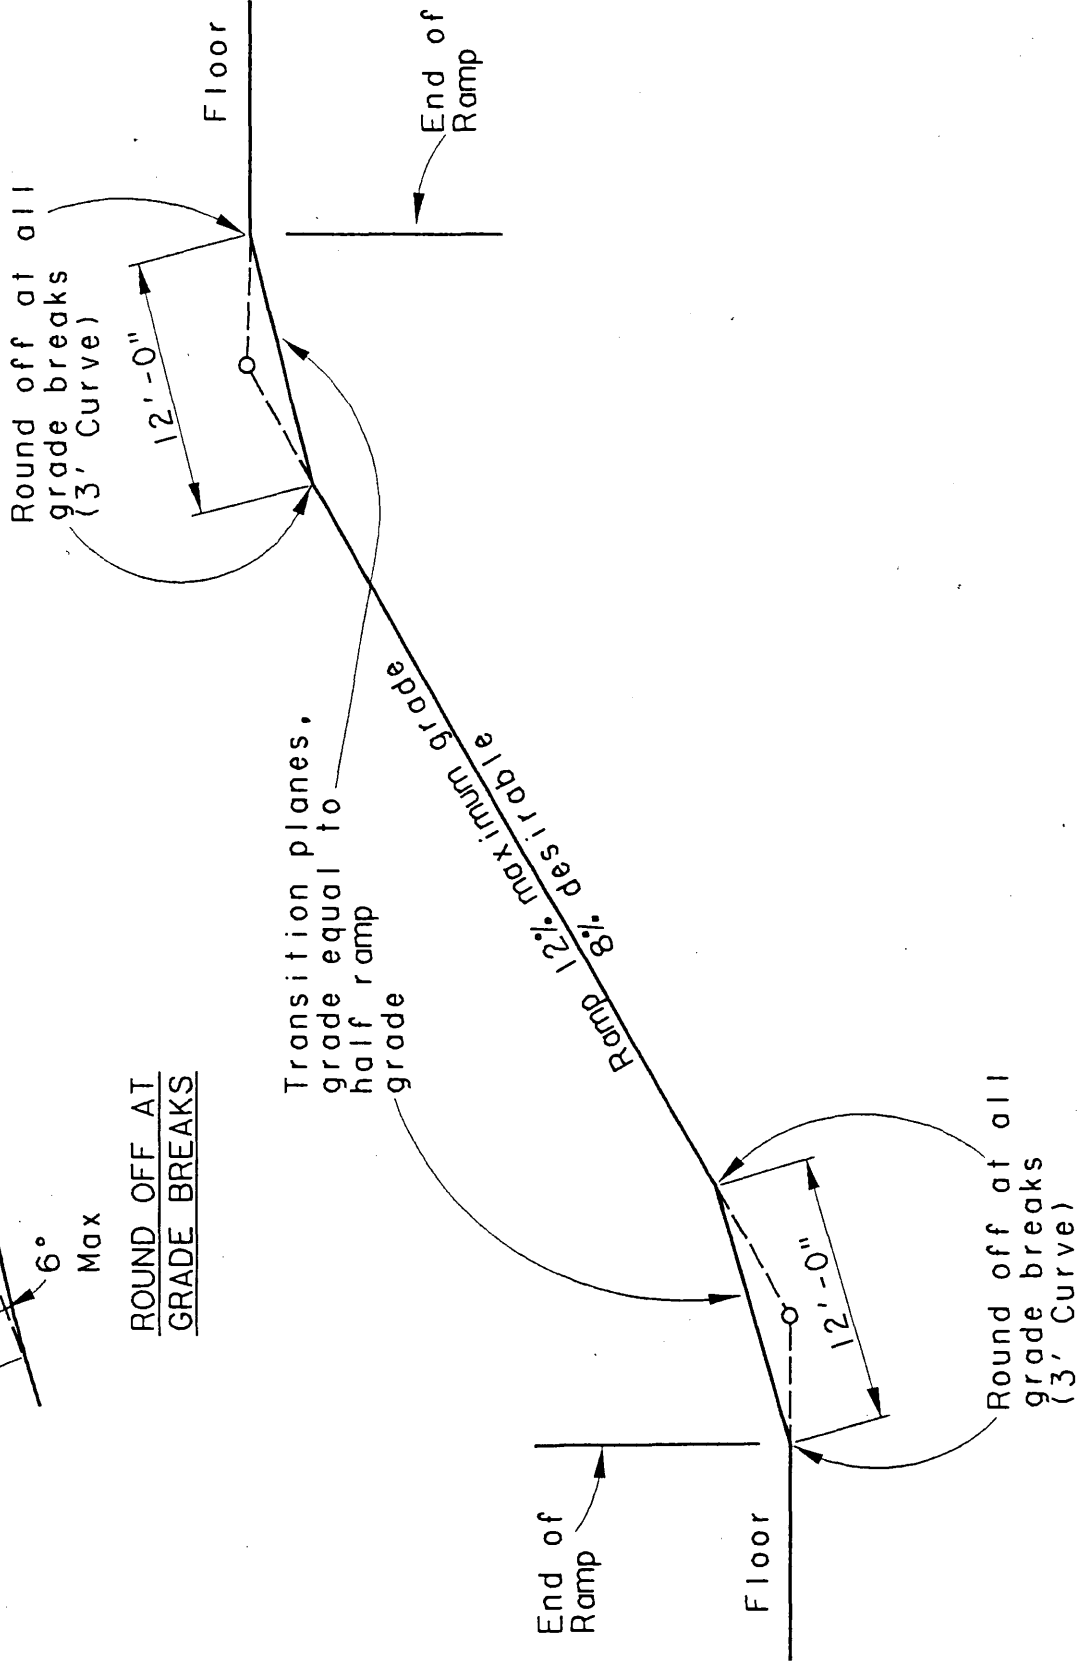 6°
Max
ROUND OFF AT
GRADE BREAKS
Round off at all
grade breaks
(3' Curve)
12'-0"
Floor
End of
Ramp
Transition planes,
grade equal to
half ramp
grade
Ramp 12% maximum grade
8% desirable
End of
Ramp
Floor
12'-0"
Round off at all
grade breaks
(3' Curve)